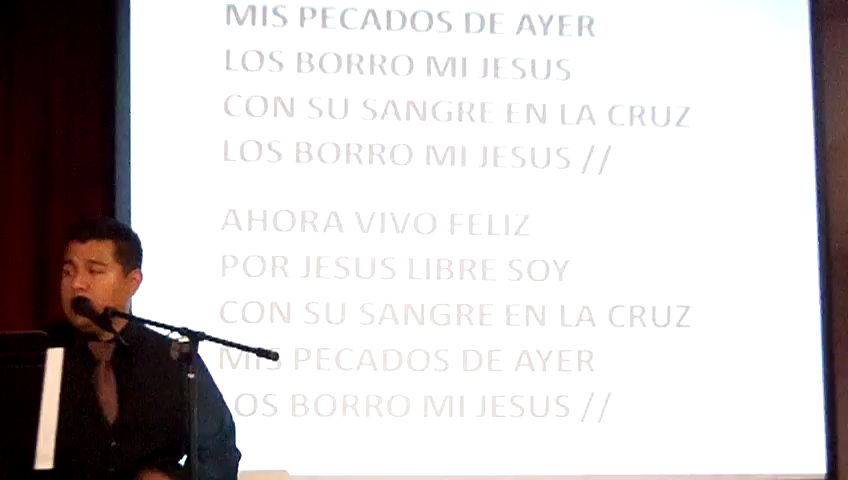 MIS PECADOS DE AYER
LOS BORRO MI JESUS
CON SU SANGRE EN LA CRUZ
LOS BORRO MI JESUS //
AHORA VIVO FELIZ
POR JESUS LIBRE SOY
CON SU SANGRE EN LA CRUZ
MIS PECADOS DE AYER
LOS BORRO MI JESUS //